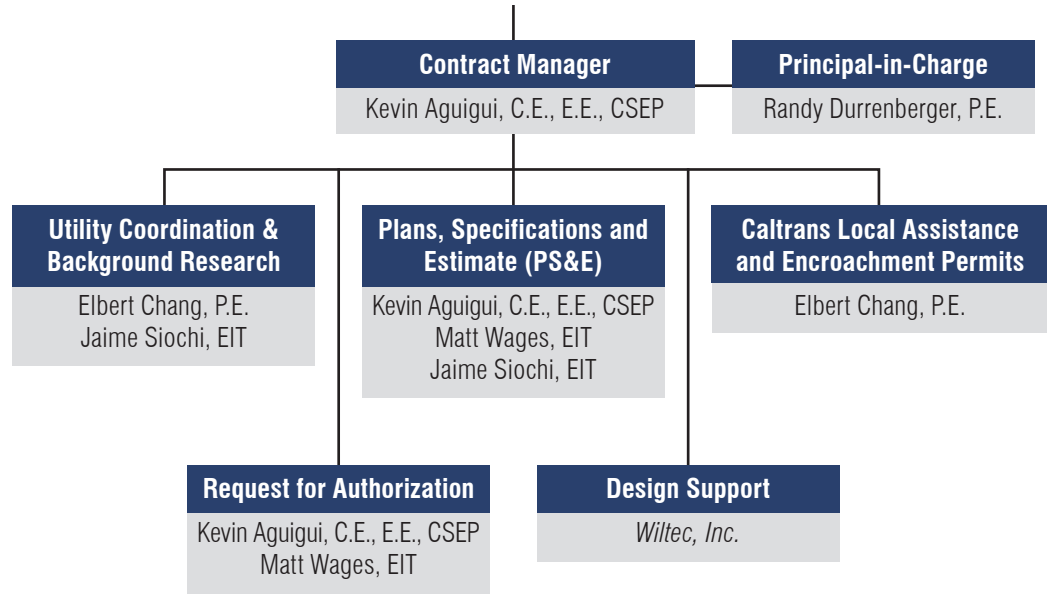 Contract Manager
Kevin Aguigui, C.E., E.E., CSEP
Principal-in-Charge
Randy Durrenberger, P.E.
Utility Coordination &
Background Research
Elbert Chang, P.E.
Jaime Siochi, EIT
Plans, Specifications and
Estimate (PS&E)
Kevin Aguigui, C.E., E.E., CSEP
Matt Wages, EIT
Jaime Siochi, EIT
Caltrans Local Assistance
and Encroachment Permits
Elbert Chang, P.E.
Request for Authorization
Kevin Aguigui, C.E., E.E., CSEP
Matt Wages, EIT
Design Support
Wiltec, Inc.